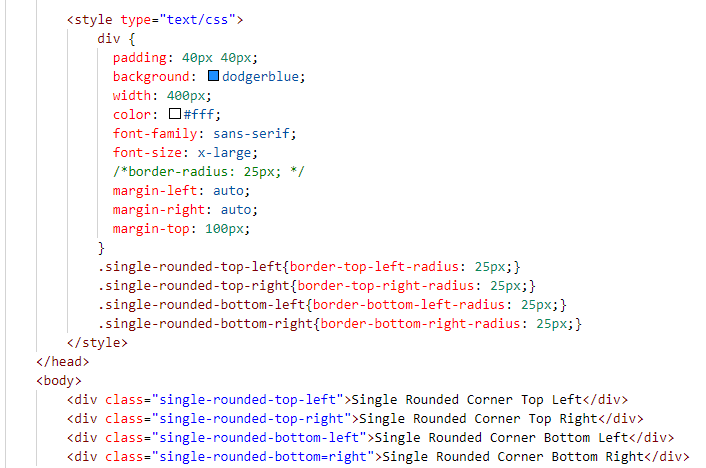 <style type="text/css">
div {
padding: 40px 40px;
background: dodgerblue;
width: 400px;
color: #fff;
font-family: sans-serif;
font-size: x-large;
/*border-radius: 25px; */
margin-left: auto;
margin-right: auto;
margin-top: 100px;
}
.single-rounded-top-left{border-top-left-radius: 25px;}
.single-rounded-top-right{border-top-right-radius: 25px;}
.single-rounded-bottom-left{border-bottom-left-radius: 25px;}
.single-rounded-bottom-right{border-bottom-right-radius: 25px;}
</style>
</head>
<body>
<div class="single-rounded-top-left">Single Rounded Corner Top Left</div>
<div class="single-rounded-top-right">Single Rounded Corner Top Right</div>
<div class="single-rounded-bottom-left">Single Rounded Corner Bottom Left</div>
<div class="single-rounded-bottom=right">Single Rounded Corner Bottom Right</div>